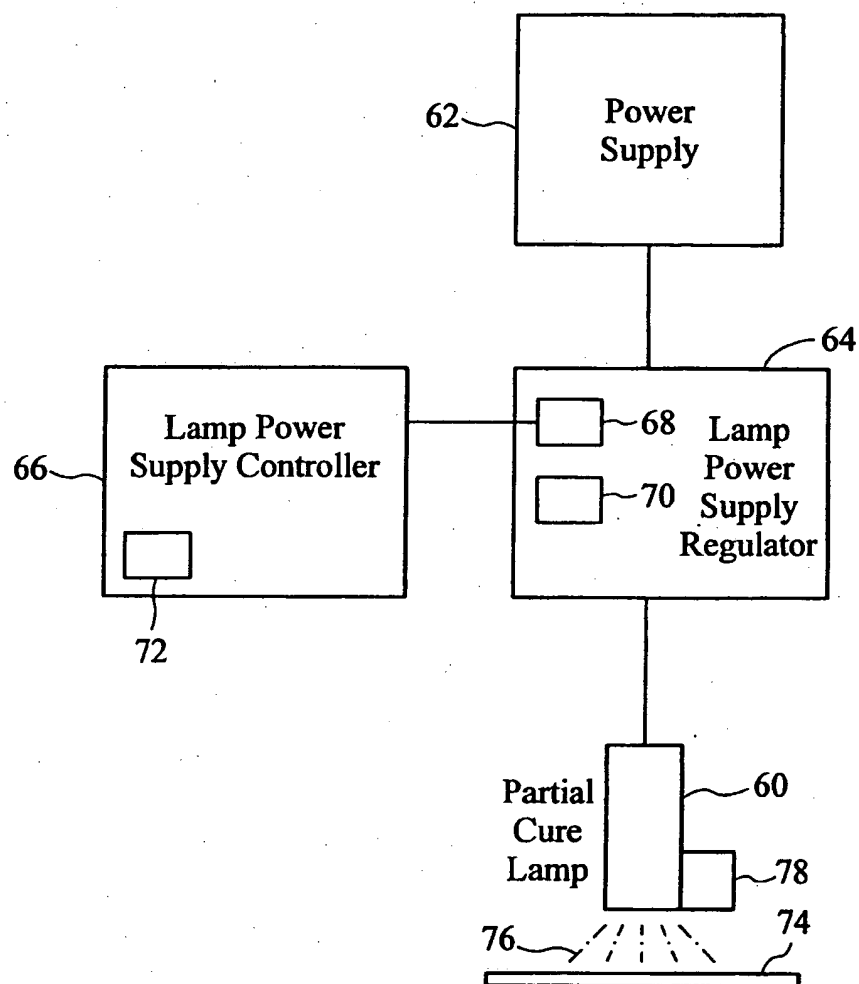 62
Power
Supply
64
66
Lamp Power
Supply Controller
68
70
Lamp
Power
Supply
Regulator
72
Partial
Cure
Lamp
60
78
76
74